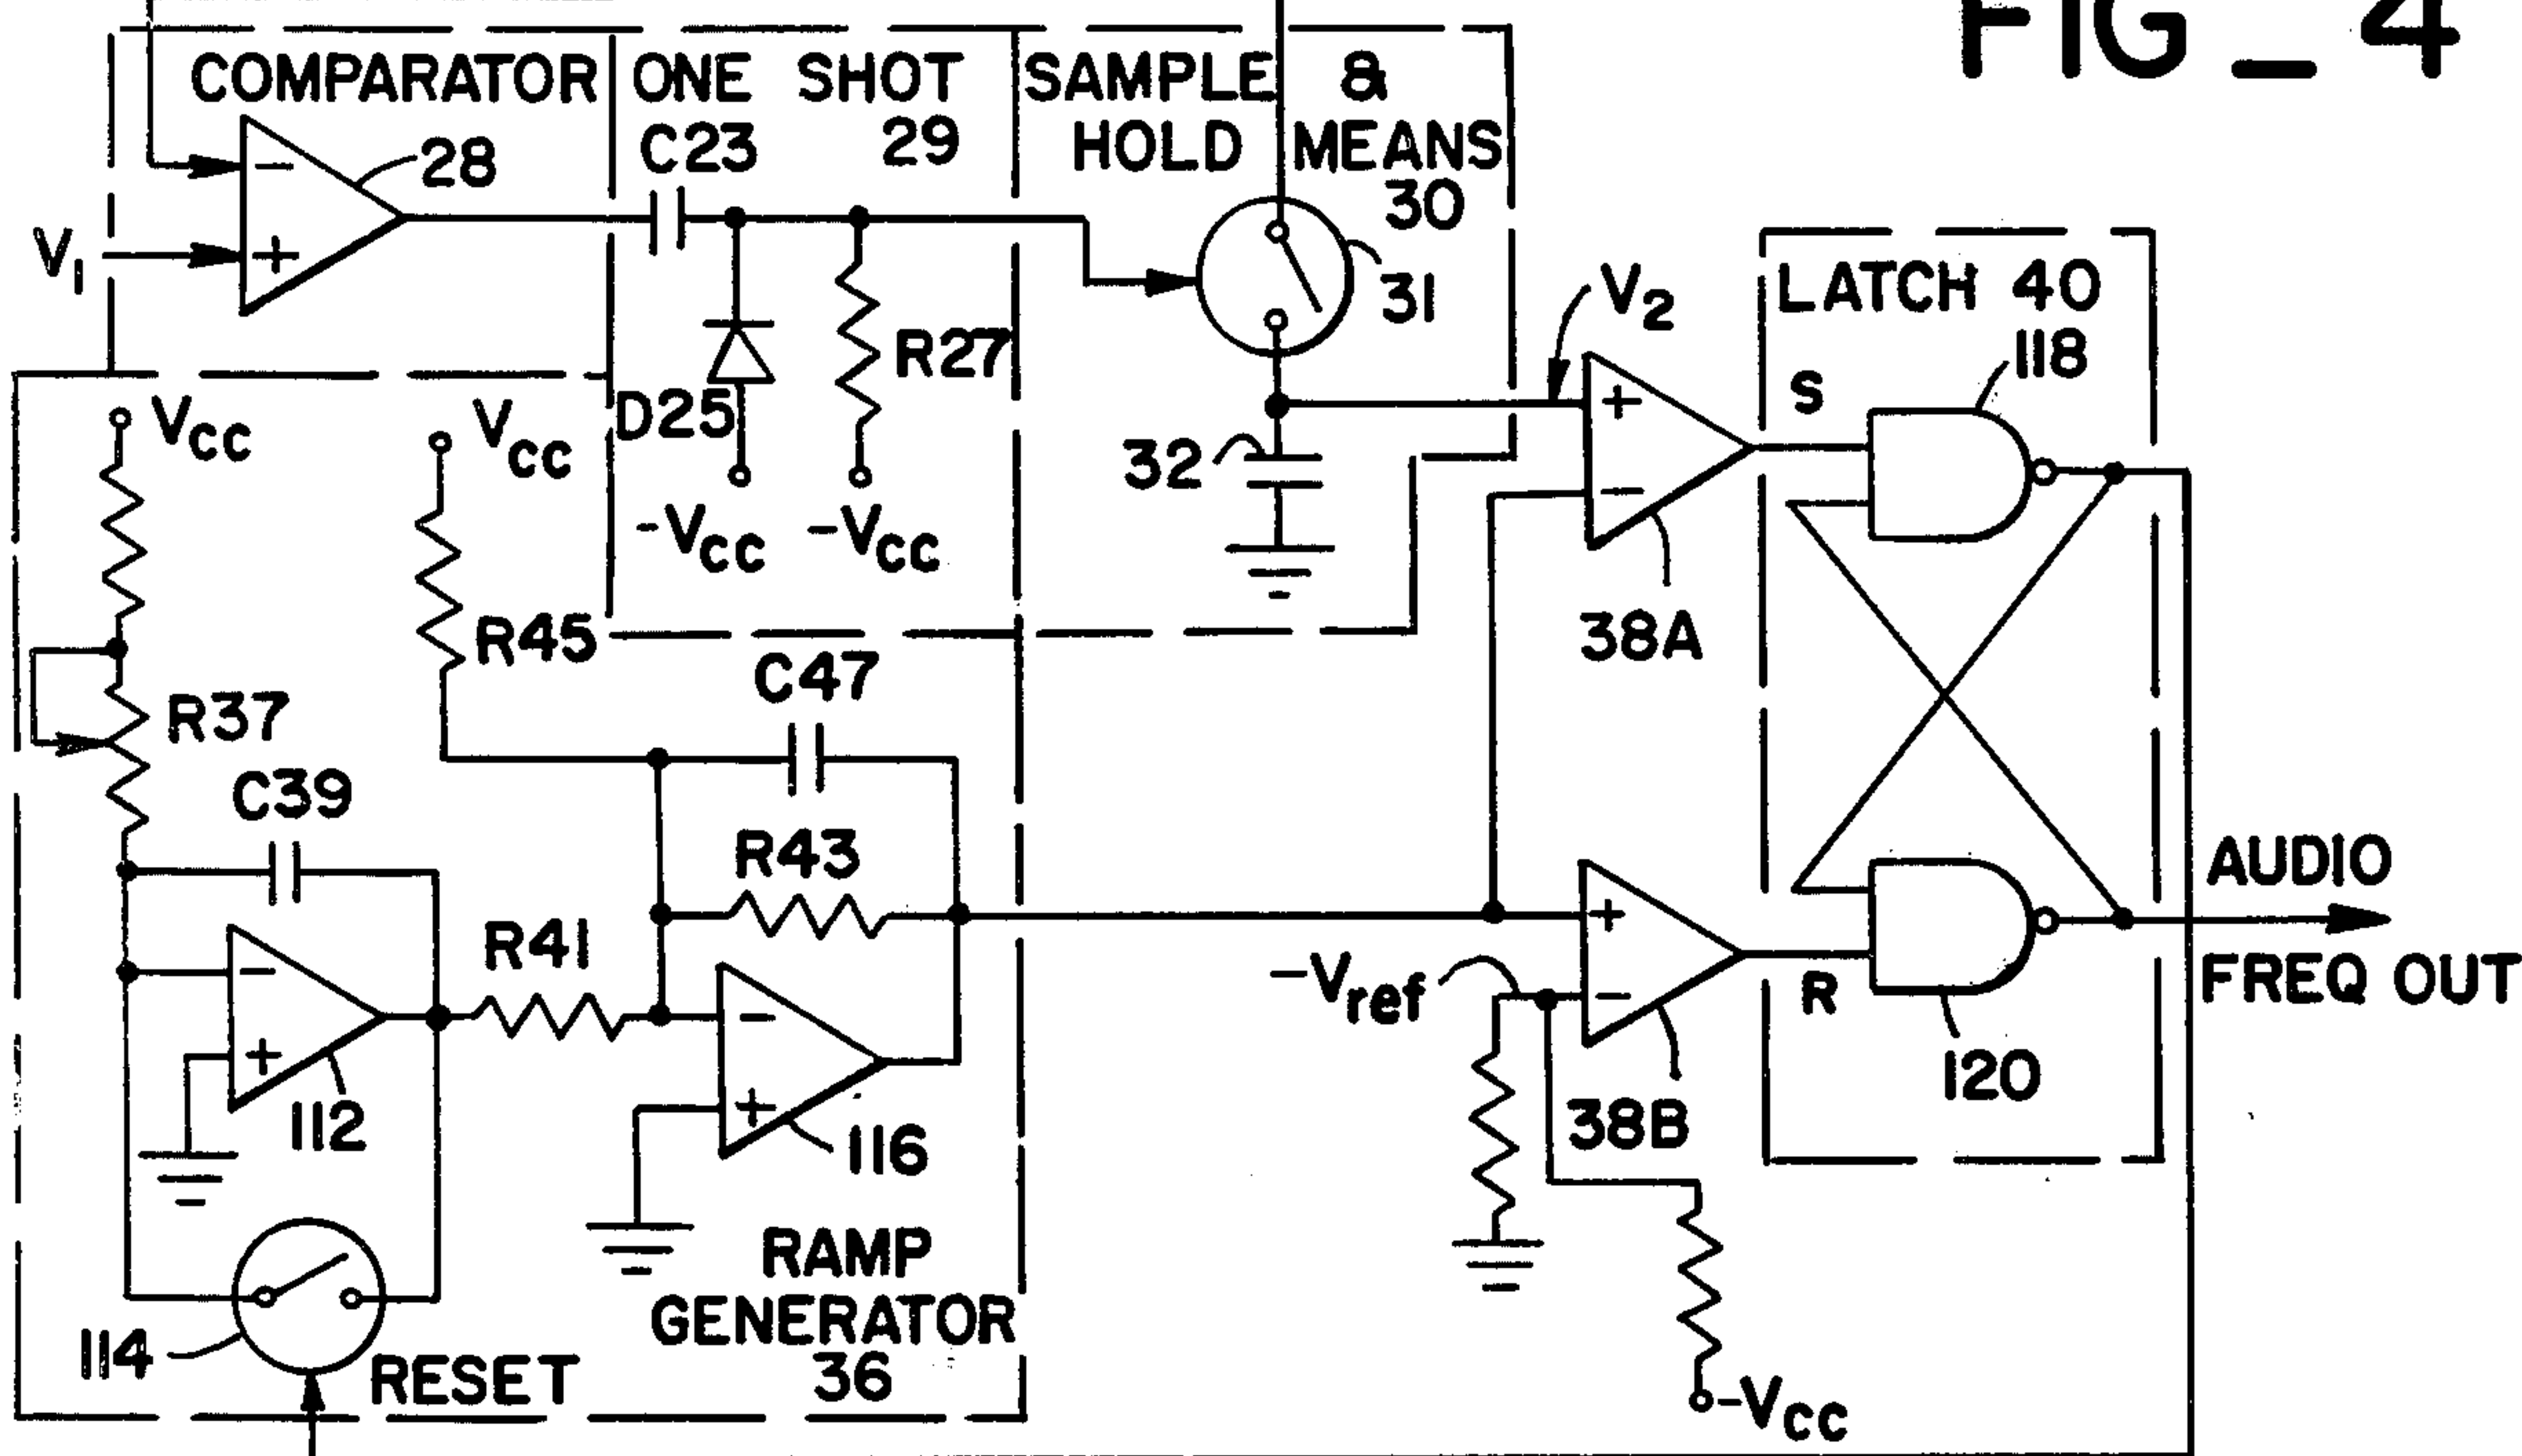 FIG_4
COMPARATOR
ONE SHOT
29
SAMPLE &
HOLD MEANS
30
28
C23
V1
31
V2
LATCH 40
118
S
R27
D25
VCC
VCC
32
-VCC
-VCC
R45
38A
C47
R37
C39
R43
AUDIO
FREQ OUT
R41
-Vref
R
120
112
116
38B
RAMP
GENERATOR
36
114
RESET
-VCC